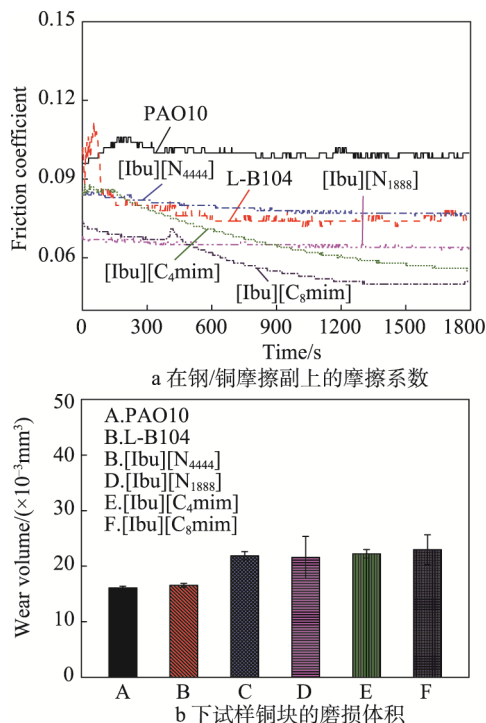 0.15
0.12
0.09
0.06
Friction coefficient
PAO10
[Ibu][N₄₄₄₄]
L-B104
[Ibu][N₁₈₈₈]
[Ibu][C₄mim]
[Ibu][C₈mim]
0 300 600 900 1200 1500 1800
Time/s
a 在钢/铜摩擦副上的摩擦系数
50
40
30
20
10
0
Wear volume/(×10⁻³mm³)
A.PAO10
B.L-B104
B.[Ibu][N₄₄₄₄]
D.[Ibu][N₁₈₈₈]
E.[Ibu][C₄mim]
F.[Ibu][C₈mim]
A B C D E F
b 下试样铜块的磨损体积